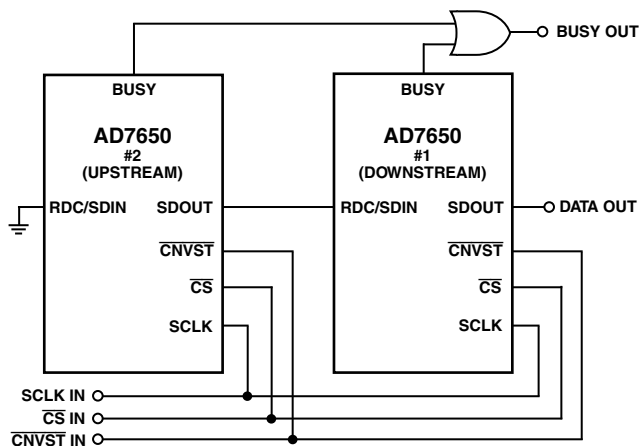 BUSY OUT
BUSY
BUSY
AD7650
#2
(UPSTREAM)
AD7650
#1
(DOWNSTREAM)
RDC/SDIN SDOUT
RDC/SDIN SDOUT
DATA OUT
CNVST
CNVST
CS
CS
SCLK
SCLK
SCLK IN
CS IN
CNVST IN